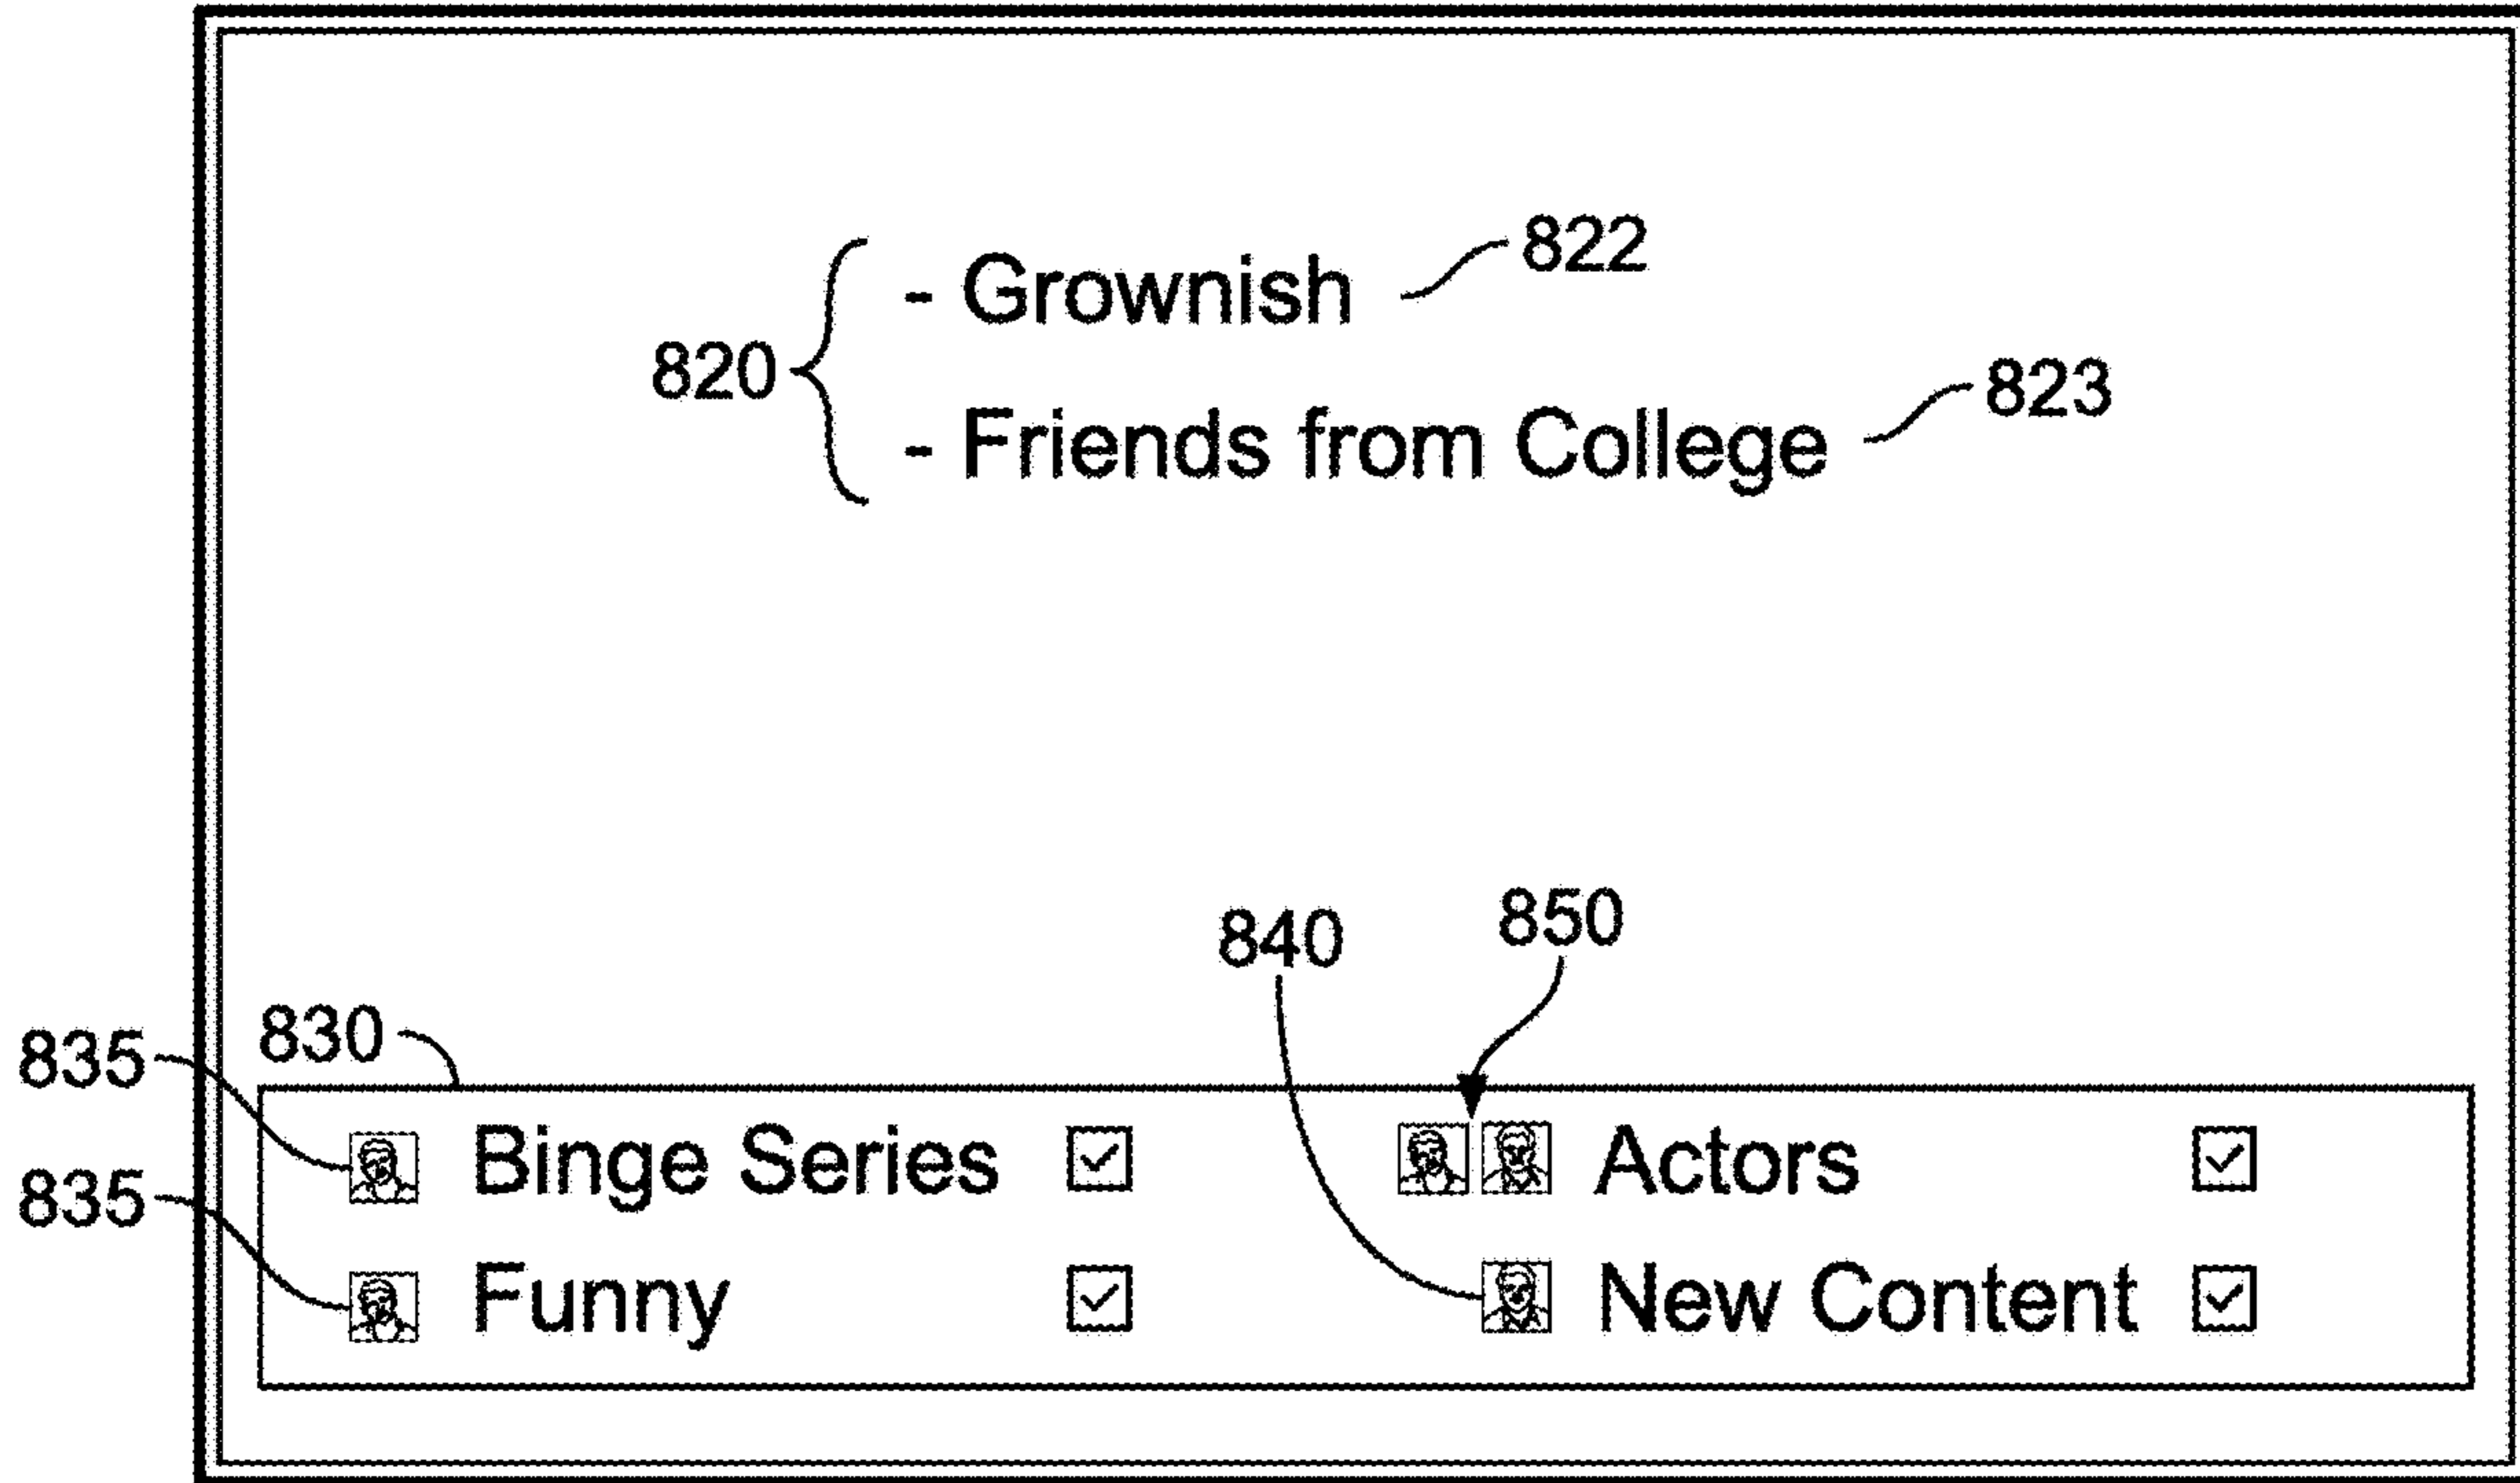 - Grownish 822
820
- Friends from College 823
840 850
830
835
Binge Series Actors
835
Funny New Content